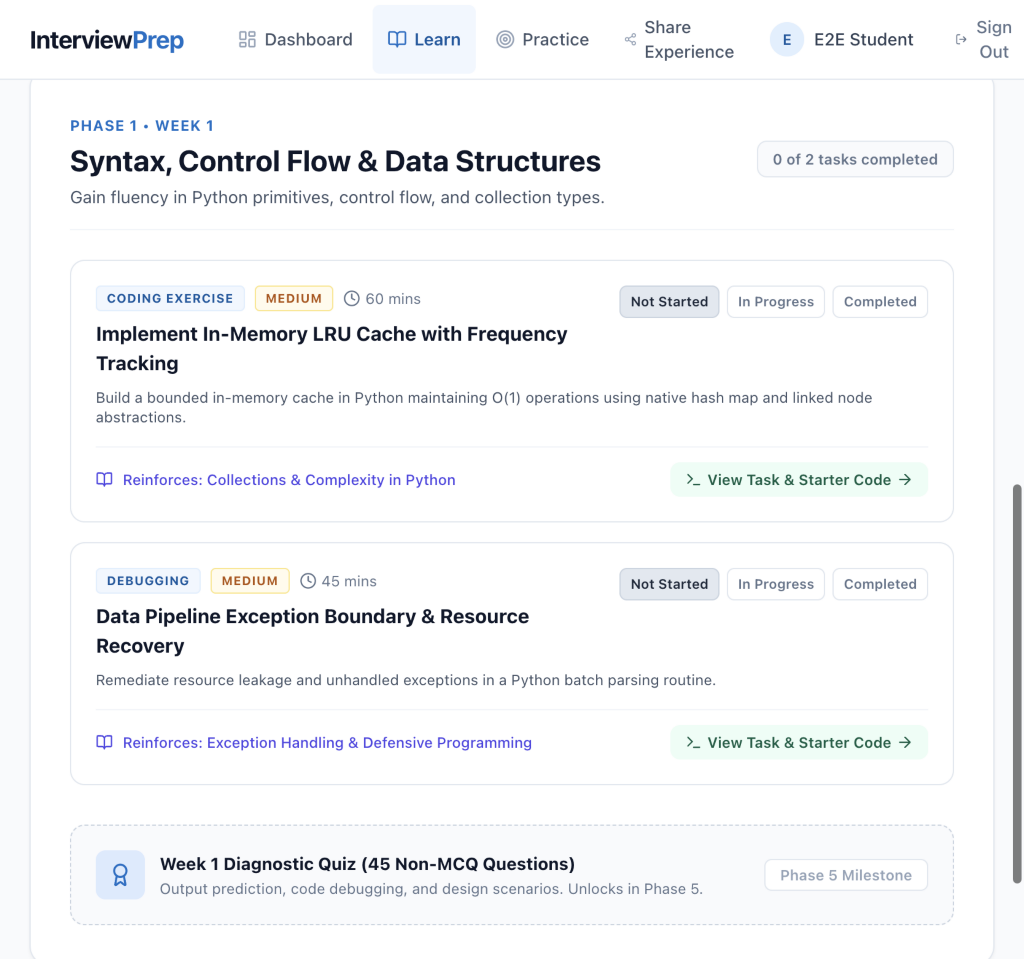 InterviewPrep
Dashboard
Learn
Practice
Share
Experience
E
E2E Student
Sign
Out
PHASE 1 • WEEK 1
Syntax, Control Flow & Data Structures
0 of 2 tasks completed
Gain fluency in Python primitives, control flow, and collection types.
CODING EXERCISE
MEDIUM
60 mins
Not Started
In Progress
Completed
Implement In-Memory LRU Cache with Frequency
Tracking
Build a bounded in-memory cache in Python maintaining O(1) operations using native hash map and linked node
abstractions.
Reinforces: Collections & Complexity in Python
View Task & Starter Code →
DEBUGGING
MEDIUM
45 mins
Not Started
In Progress
Completed
Data Pipeline Exception Boundary & Resource
Recovery
Remediate resource leakage and unhandled exceptions in a Python batch parsing routine.
Reinforces: Exception Handling & Defensive Programming
View Task & Starter Code →
Week 1 Diagnostic Quiz (45 Non-MCQ Questions)
Output prediction, code debugging, and design scenarios. Unlocks in Phase 5.
Phase 5 Milestone